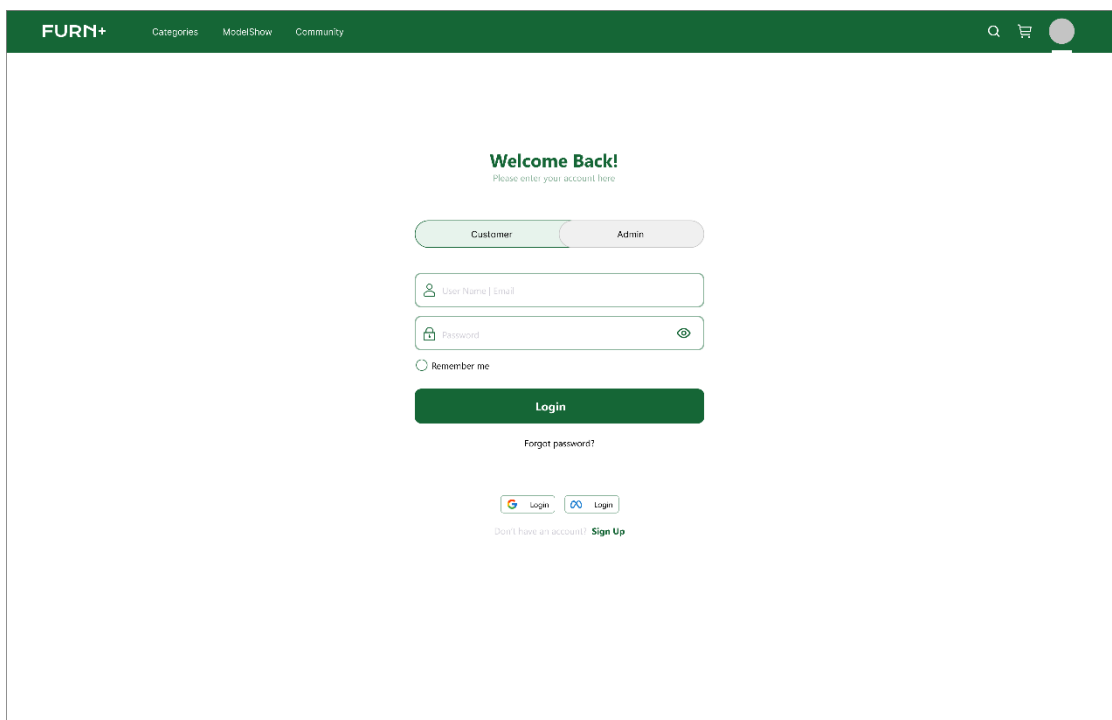 FURN+ Categories ModelShow Community
Welcome Back!
Please enter your account here
Customer Admin
User Name | Email
Password
Remember me
Login
Forgot password?
Login Login
Don't have an account? Sign Up